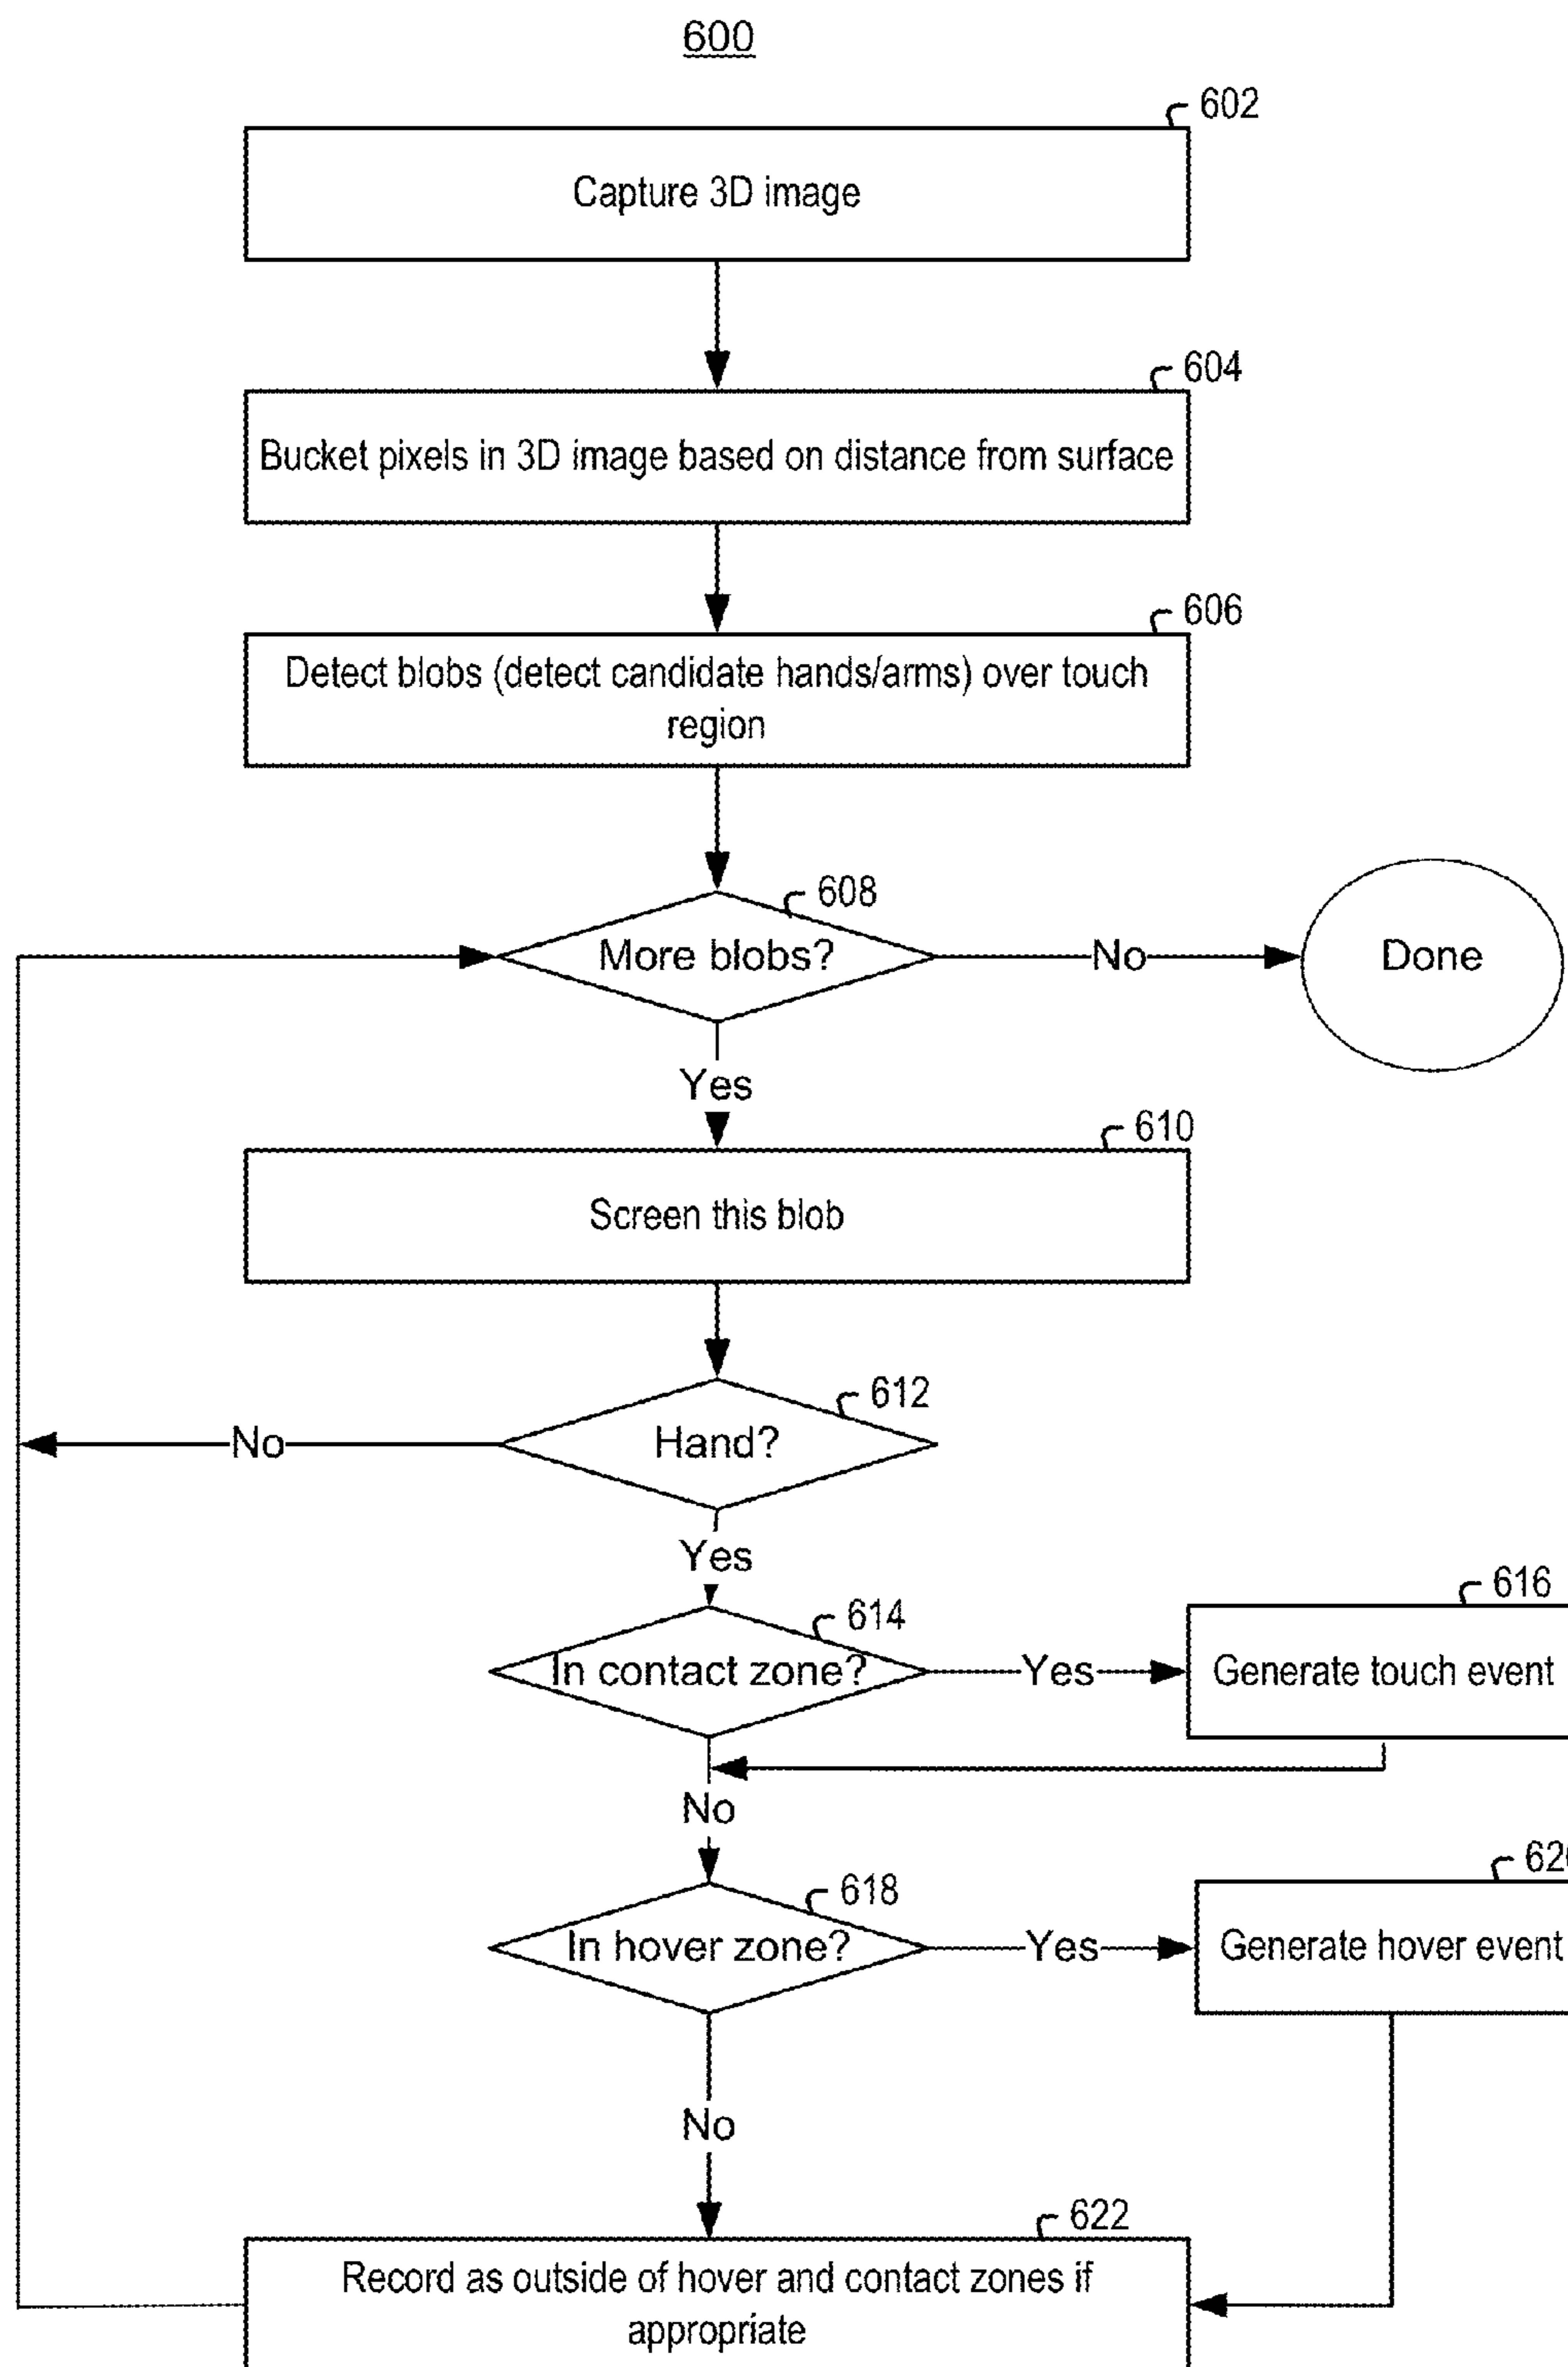 600
602
Capture 3D image
604
Bucket pixels in 3D image based on distance from surface
606
Detect blobs (detect candidate hands/arms) over touch
region
608
More blobs?
No
Done
Yes
610
Screen this blob
612
Hand?
No
Yes
614
In contact zone?
Yes
616
Generate touch event
No
618
In hover zone?
Yes
Generate hover event
No
622
Record as outside of hover and contact zones if
appropriate